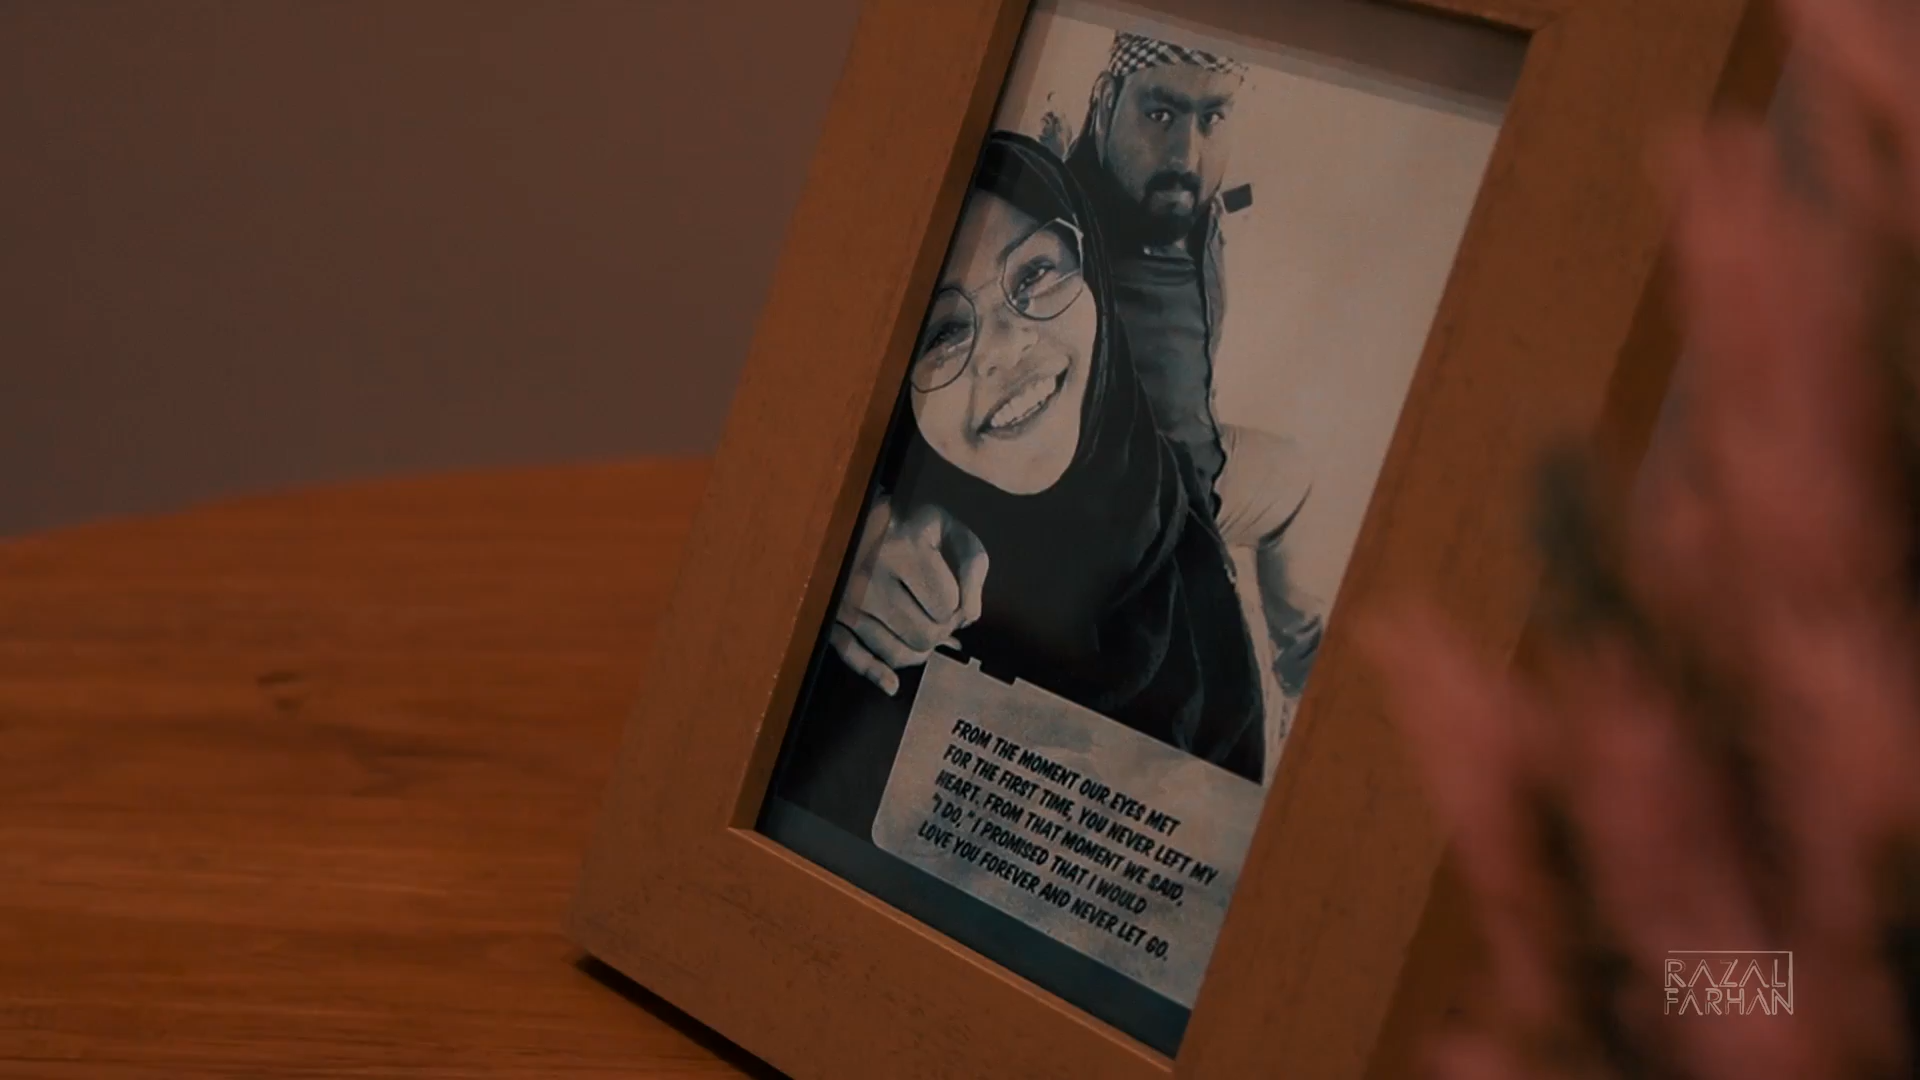 FROM THE MOMENT OUR EYES MET
FOR THE FIRST TIME, YOU NEVER LEFT MY
HEART. FROM THAT MOMENT WE SAID,
"I DO," I PROMISED THAT I WOULD
LOVE YOU FOREVER AND NEVER LET GO.
RAZAL
FARHAN